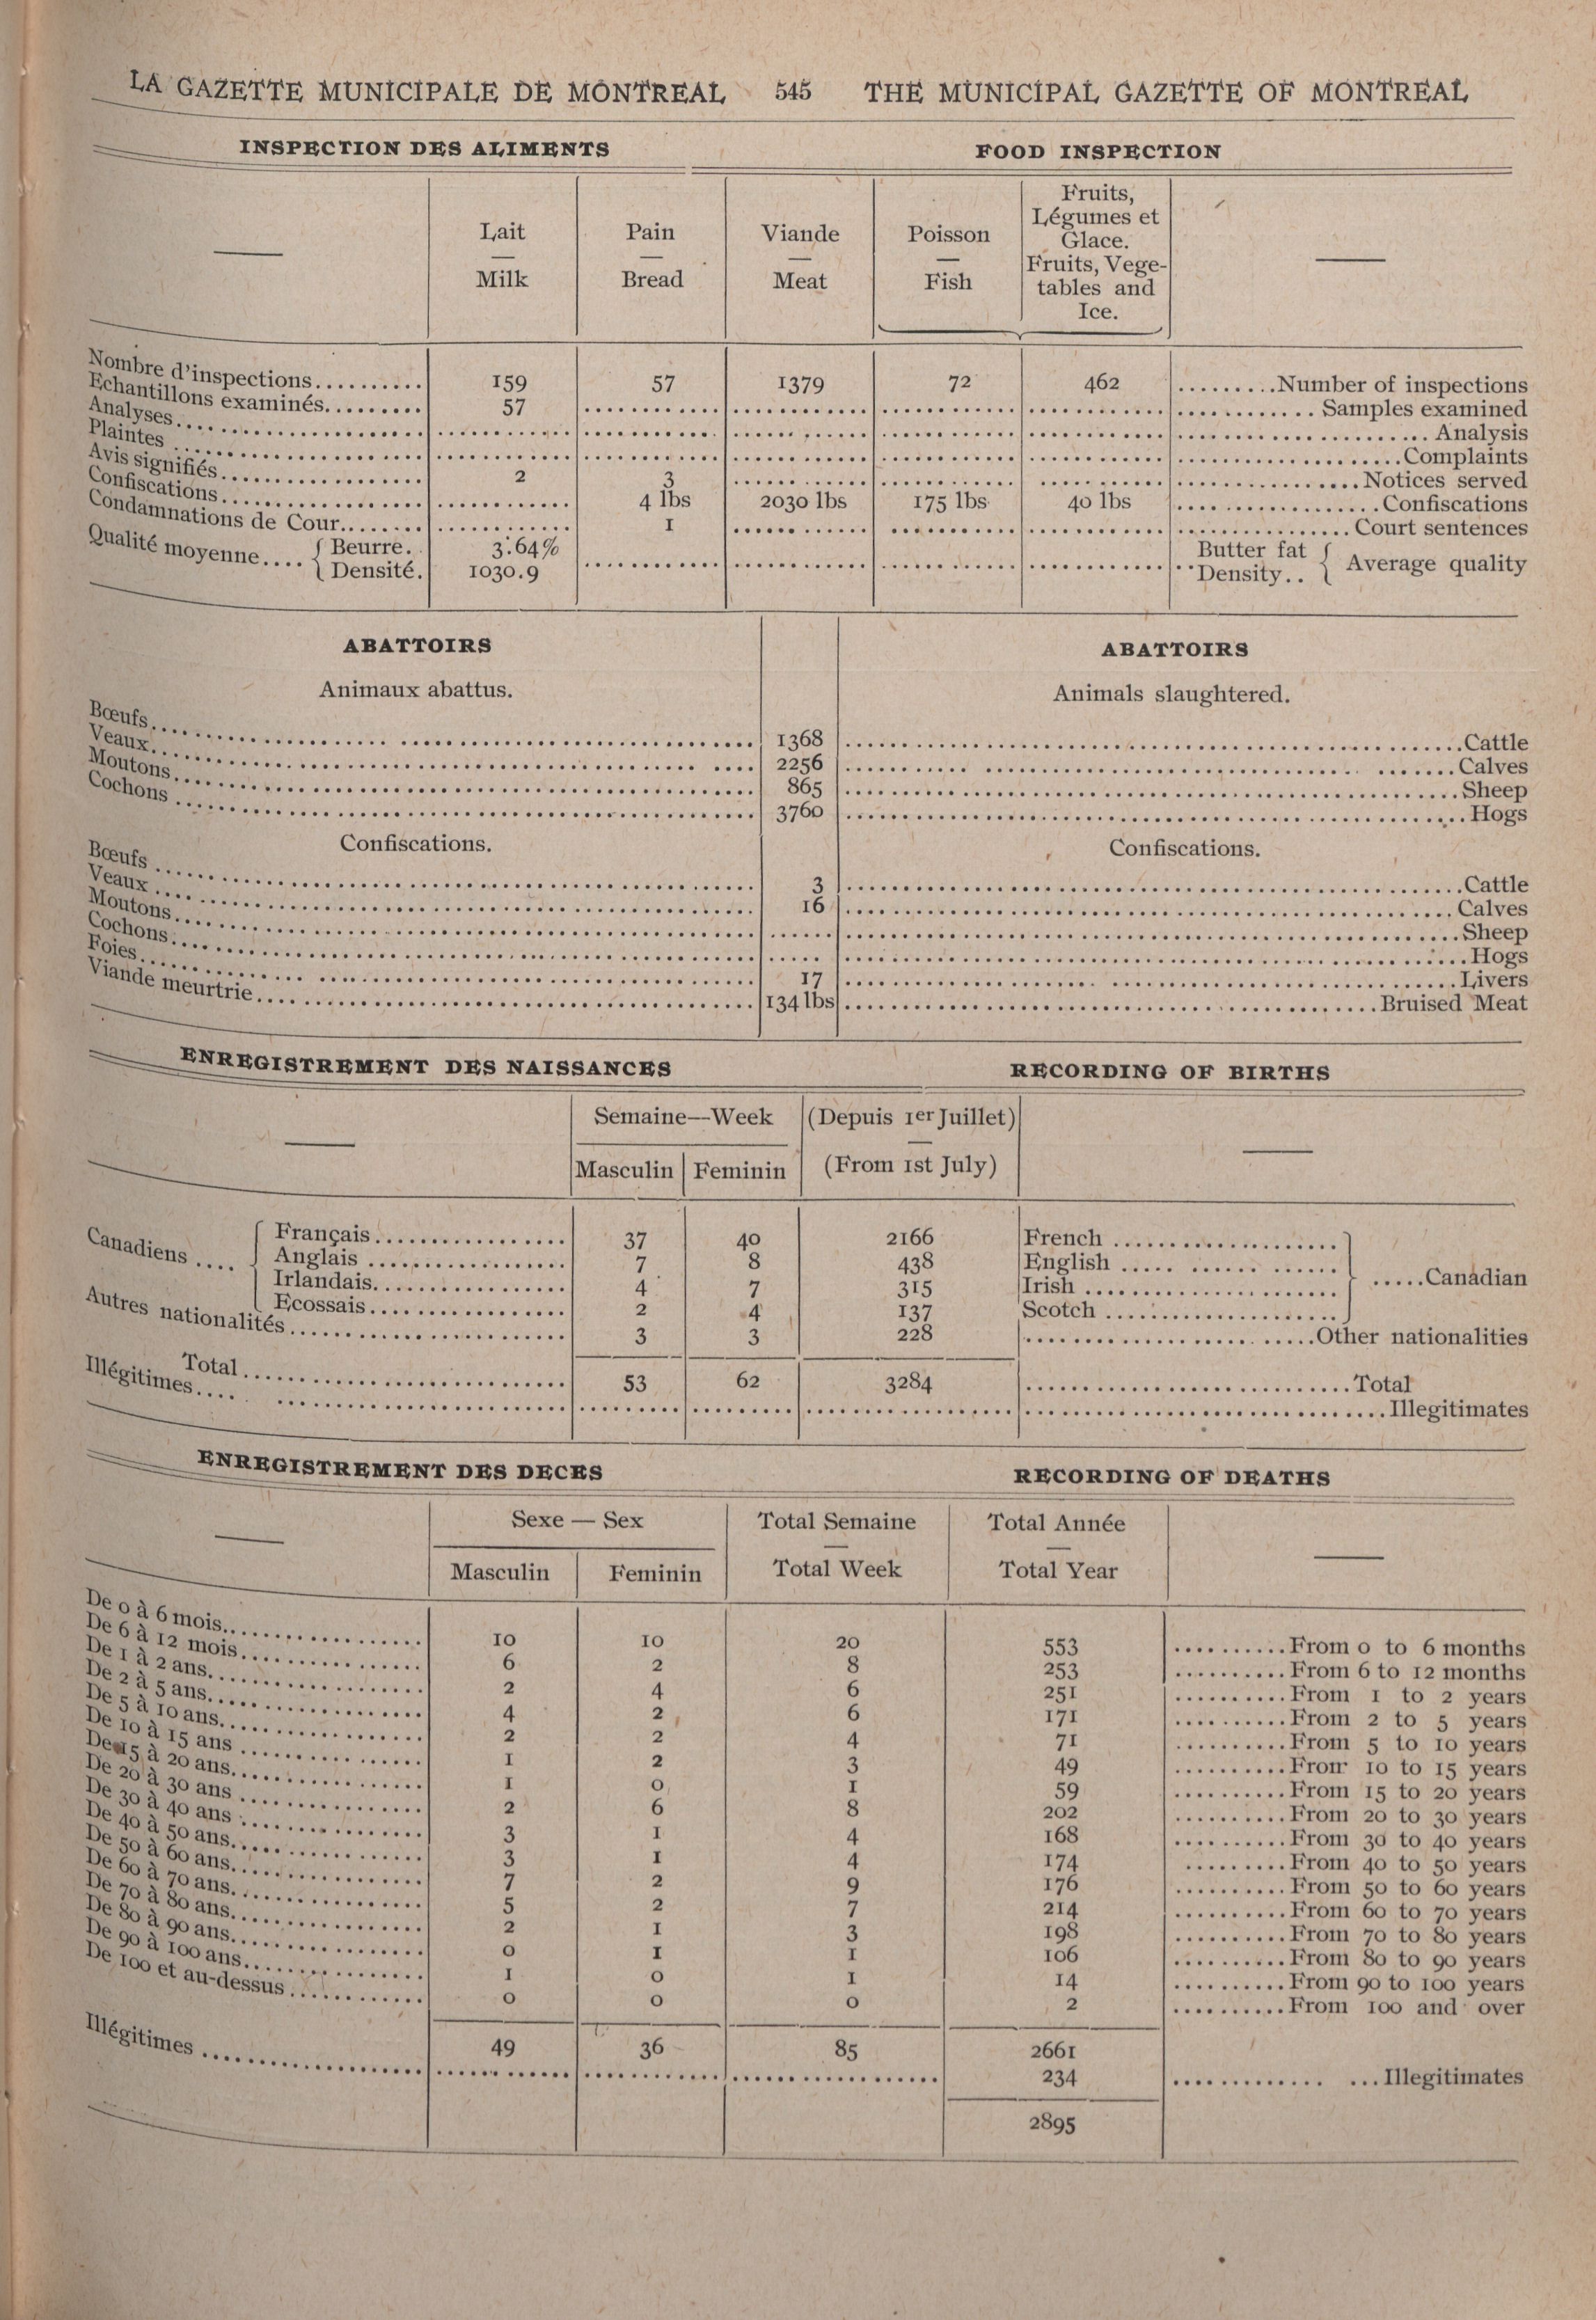 LA GAZETTE MUNICIPALE DE MONTREAL 545 THE MUNICIPAL GAZETTE OF MONTREAL
INSPECTION DES ALIMENTS FOOD INSPECTION
Lait — Milk Pain — Bread Viande — Meat Poisson — Fish Fruits, Légumes et Glace. Fruits, Vegetables and Ice.
Nombre d'inspections.......... 159 57 1379 72 462 .........Number of inspections
Echantillons examinés......... 57 ............ Samples examined
Analyses.... ..................... Analysis
Plaintes .... ....................Complaints
Avis signifiés.................. 2 3 ................Notices served
Confiscations.................. 4 lbs 2030 lbs 175 lbs 40 lbs ..................Confiscations
Condamnations de Cour........ 1 ................ Court sentences
Qualité moyenne.... { Beurre. 3.64% Butter fat } Average quality
{ Densité. 1030.9 Density..
ABATTOIRS ABATTOIRS
Animaux abattus. Animals slaughtered.
Bœufs.... 1368 ....Cattle
Veaux.... 2256 ....Calves
Moutons.... 865 ....Sheep
Cochons .... 3760 ....Hogs
Confiscations. Confiscations.
Bœufs .... 3 ....Cattle
Veaux .... 16 ....Calves
Moutons.... ....Sheep
Cochons.... ....Hogs
Foies.... 17 ....Livers
Viande meurtrie.... 134 lbs ....Bruised Meat
ENREGISTREMENT DES NAISSANCES RECORDING OF BIRTHS
Semaine—Week (Depuis 1er Juillet) — (From 1st July)
Masculin Feminin
Canadiens .... { Français.... 37 40 2166 French .... } .....Canadian
Anglais .... 7 8 438 English ....
Irlandais.... 4 7 315 Irish ....
Ecossais.... 2 4 137 Scotch ....
Autres nationalités.... 3 3 228 ....Other nationalities
Total.... 53 62 3284 ....Total
Illégitimes.... ....Illegitimates
ENREGISTREMENT DES DECES RECORDING OF DEATHS
Sexe — Sex Total Semaine — Total Week Total Année — Total Year
Masculin Feminin
De 0 à 6 mois.... 10 10 20 553 ..........From 0 to 6 months
De 6 à 12 mois.... 6 2 8 253 ..........From 6 to 12 months
De 1 à 2 ans.... 2 4 6 251 ..........From 1 to 2 years
De 2 à 5 ans.... 4 2 6 171 ..........From 2 to 5 years
De 5 à 10 ans.... 2 2 4 71 ..........From 5 to 10 years
De 10 à 15 ans .... 1 2 3 49 ..........From 10 to 15 years
De 15 à 20 ans.... 1 0 1 59 ..........From 15 to 20 years
De 20 à 30 ans .... 2 6 8 202 ..........From 20 to 30 years
De 30 à 40 ans .... 3 1 4 168 ..........From 30 to 40 years
De 40 à 50 ans.... 3 1 4 174 .........From 40 to 50 years
De 50 à 60 ans.... 7 2 9 176 ..........From 50 to 60 years
De 60 à 70 ans.... 5 2 7 214 ..........From 60 to 70 years
De 70 à 80 ans.... 2 1 3 198 ..........From 70 to 80 years
De 80 à 90 ans.... 0 1 1 106 ..........From 80 to 90 years
De 90 à 100 ans.... 1 0 1 14 ..........From 90 to 100 years
De 100 et au-dessus .... 0 0 0 2 ..........From 100 and over
49 36 85 2661
Illégitimes .... 234 ....Illegitimates
2895